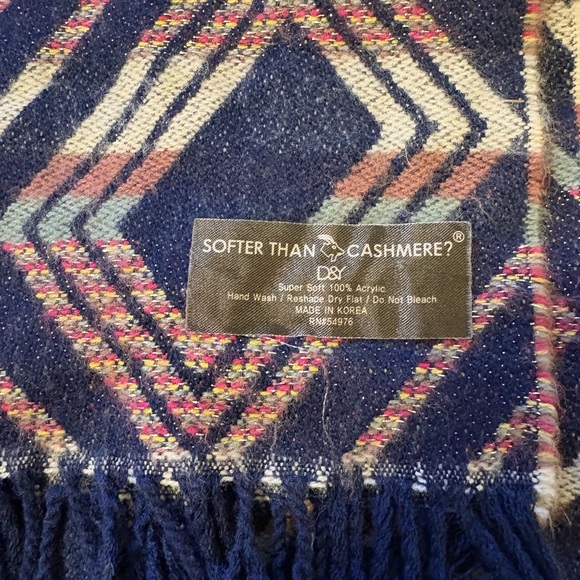 SOFTER THAN CASHMERE?®
D&Y
Super Soft 100% Acrylic
Hand Wash / Reshape Dry Flat / Do Not Bleach
MADE IN KOREA
RN#54976